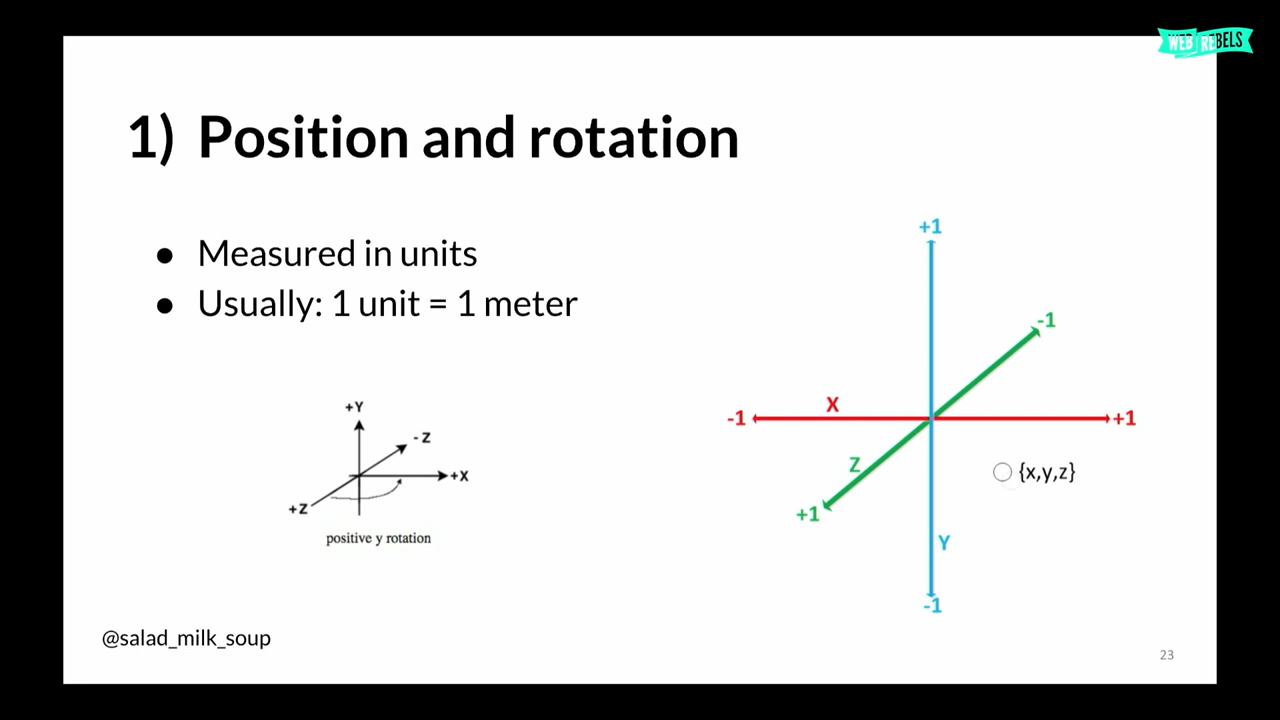 WEB REBELS
1) Position and rotation
● Measured in units
● Usually: 1 unit = 1 meter
+Y
- Z
+X
+Z
positive y rotation
+1
-1
X
-1
+1
Z
{x,y,z}
+1
Y
-1
@salad_milk_soup
23